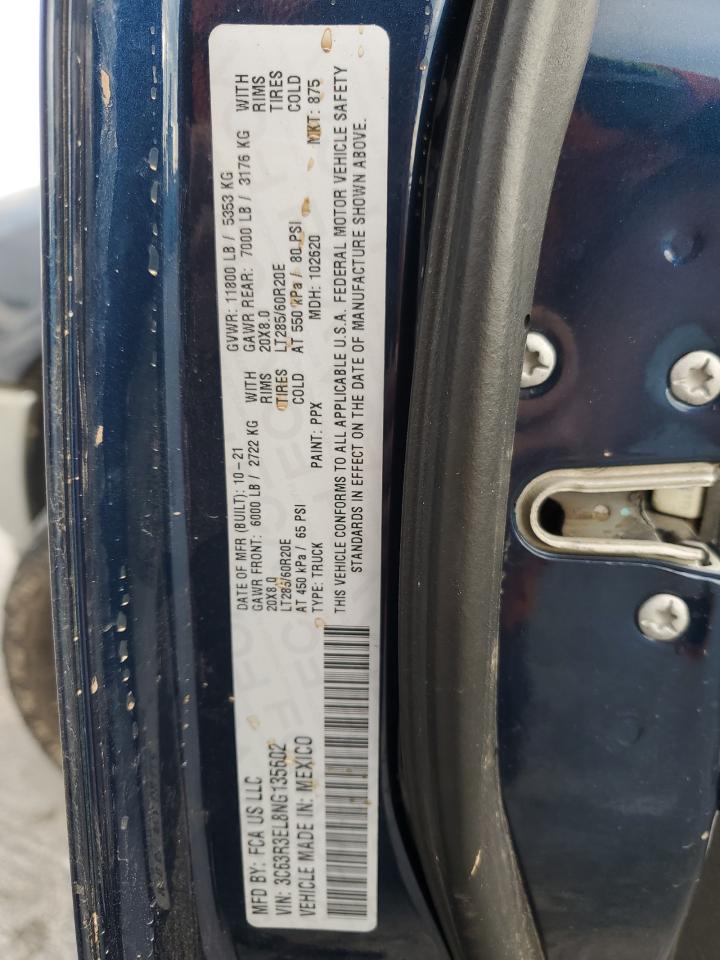 MFD BY: FCA US LLC
DATE OF MFR (BUILT): 10-21
GVWR: 11800 LB / 5353 KG
GAWR FRONT: 6000 LB / 2722 KG WITH
GAWR REAR: 7000 LB / 3176 KG WITH
20X8.0 RIMS
20X8.0 RIMS
LT285/60R20E TIRES
LT285/60R20E TIRES
AT 450 kPa / 65 PSI COLD
AT 550 kPa / 80 PSI COLD
VIN: 3C63R3EL8NG135602
TYPE: TRUCK PAINT: PPX MDH: 102620 MKT: 875
VEHICLE MADE IN: MEXICO
THIS VEHICLE CONFORMS TO ALL APPLICABLE U.S.A. FEDERAL MOTOR VEHICLE SAFETY
STANDARDS IN EFFECT ON THE DATE OF MANUFACTURE SHOWN ABOVE.